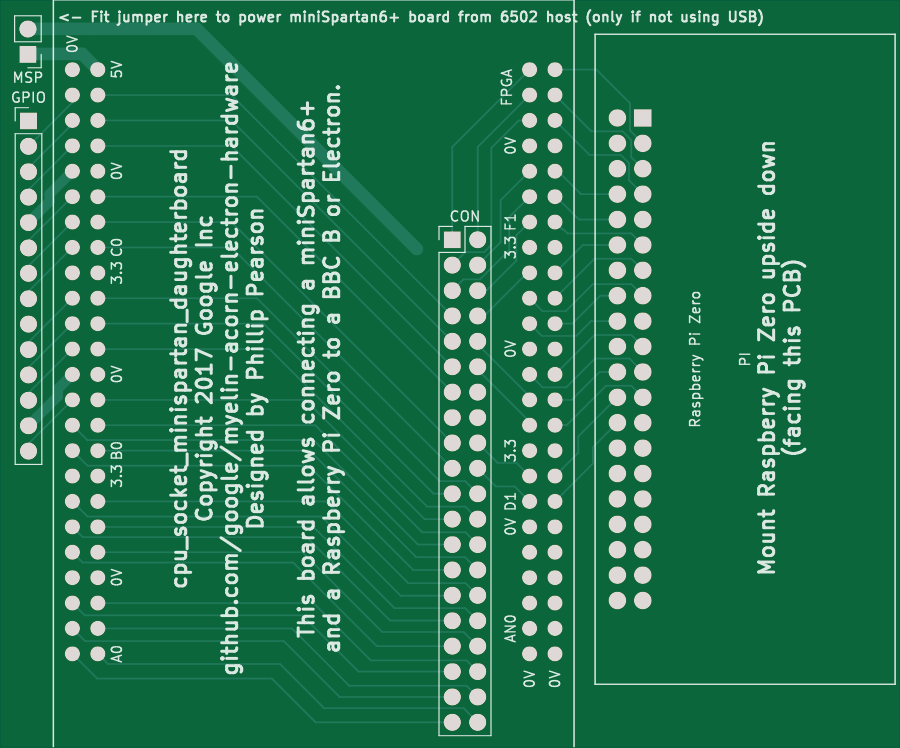 <- Fit jumper here to power miniSpartan6+ board from 6502 host (only if not using USB)
0V
MSP
GPIO
5V
0V
C0
3.3
0V
B0
3.3
0V
A0
cpu_socket_minispartan_daughterboard
Copyright 2017 Google Inc
github.com/google/myelin-acorn-electron-hardware
Designed by Phillip Pearson
This board allows connecting a miniSpartan6+
and a Raspberry Pi Zero to a BBC B or Electron.
CON
FPGA
0V
F1
3.3
0V
3.3
D1
0V
AN0
0V
0V
Raspberry Pi Zero
PI
Mount Raspberry Pi Zero upside down
(facing this PCB)